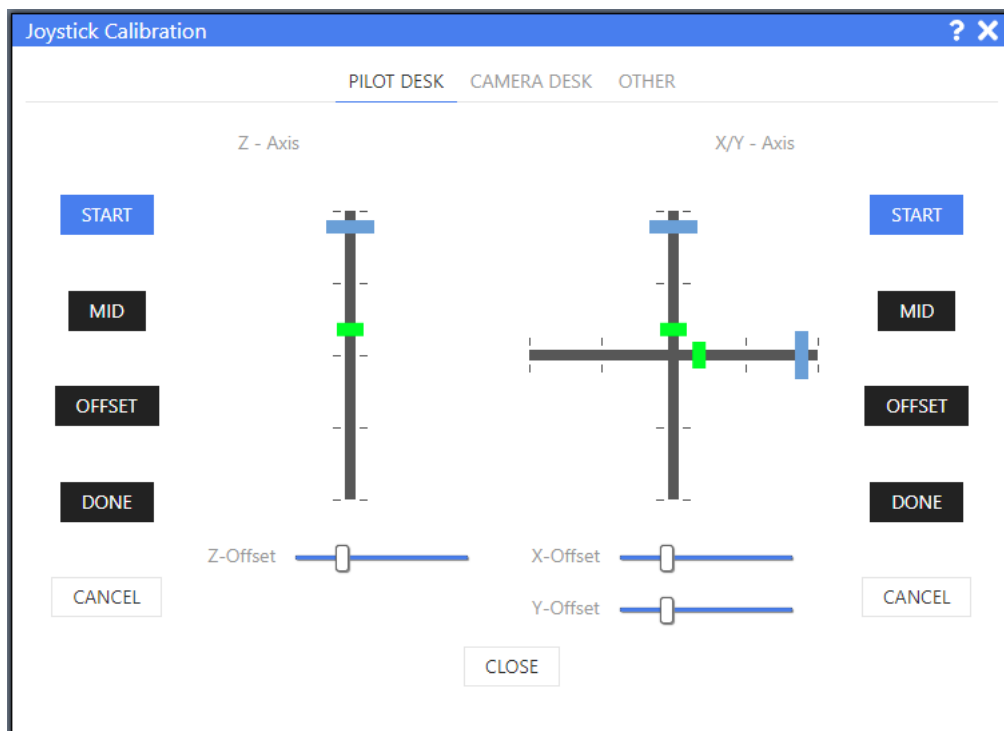 Joystick Calibration ? ✕
PILOT DESK CAMERA DESK OTHER
Z - Axis X/Y - Axis
START START
MID MID
OFFSET OFFSET
DONE DONE
Z-Offset X-Offset
CANCEL CANCEL
Y-Offset
CLOSE